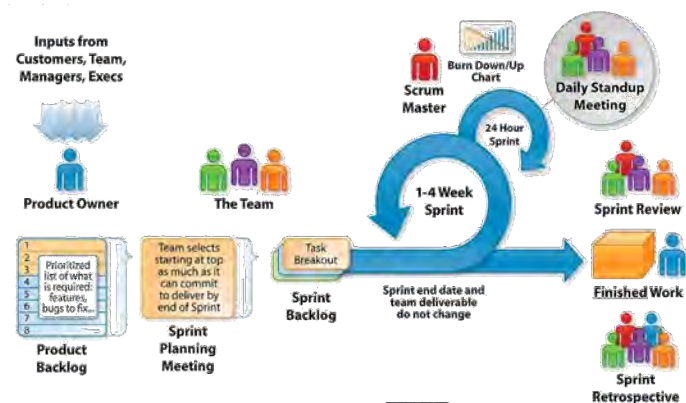 Inputs from
Customers, Team,
Managers, Execs
Product Owner
The Team
1
2
3
4
5
6
7
8
Prioritized
list of what
is required:
features,
bugs to fix...
Product
Backlog
Team selects
starting at top
as much as it
can commit
to deliver by
end of Sprint
Sprint
Planning
Meeting
Task
Breakout
Sprint
Backlog
Scrum
Master
Burn Down/Up
Chart
Daily Standup
Meeting
24 Hour
Sprint
1-4 Week
Sprint
Sprint end date and
team deliverable
do not change
Sprint Review
Finished Work
Sprint
Retrospective